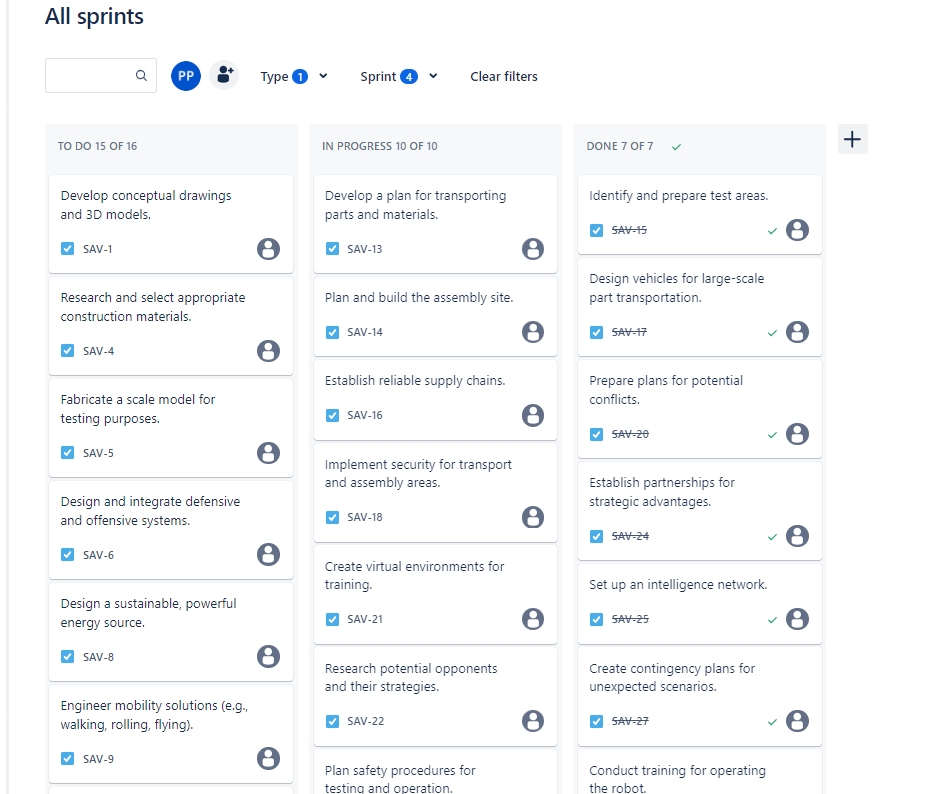 All sprints
PP
Type 1
Sprint 4
Clear filters
TO DO 15 OF 16
Develop conceptual drawings
and 3D models.
SAV-1
Research and select appropriate
construction materials.
SAV-4
Fabricate a scale model for
testing purposes.
SAV-5
Design and integrate defensive
and offensive systems.
SAV-6
Design a sustainable, powerful
energy source.
SAV-8
Engineer mobility solutions (e.g.,
walking, rolling, flying).
SAV-9
IN PROGRESS 10 OF 10
Develop a plan for transporting
parts and materials.
SAV-13
Plan and build the assembly site.
SAV-14
Establish reliable supply chains.
SAV-16
Implement security for transport
and assembly areas.
SAV-18
Create virtual environments for
training.
SAV-21
Research potential opponents
and their strategies.
SAV-22
Plan safety procedures for
testing and operation.
DONE 7 OF 7
Identify and prepare test areas.
SAV-15
Design vehicles for large-scale
part transportation.
SAV-17
Prepare plans for potential
conflicts.
SAV-20
Establish partnerships for
strategic advantages.
SAV-24
Set up an intelligence network.
SAV-25
Create contingency plans for
unexpected scenarios.
SAV-27
Conduct training for operating
the robot.